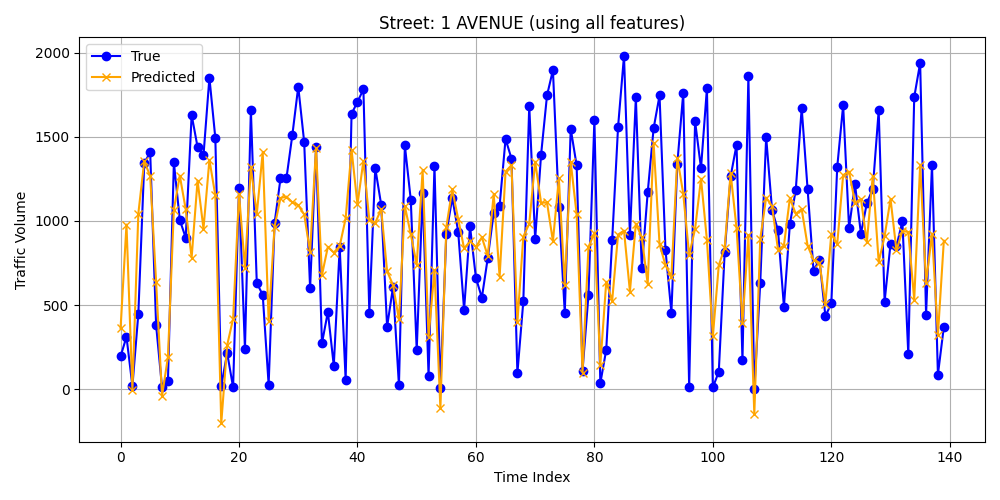 Street: 1 AVENUE (using all features)
True
Predicted
Traffic Volume
2000
1500
1000
500
0
0 20 40 60 80 100 120 140
Time Index